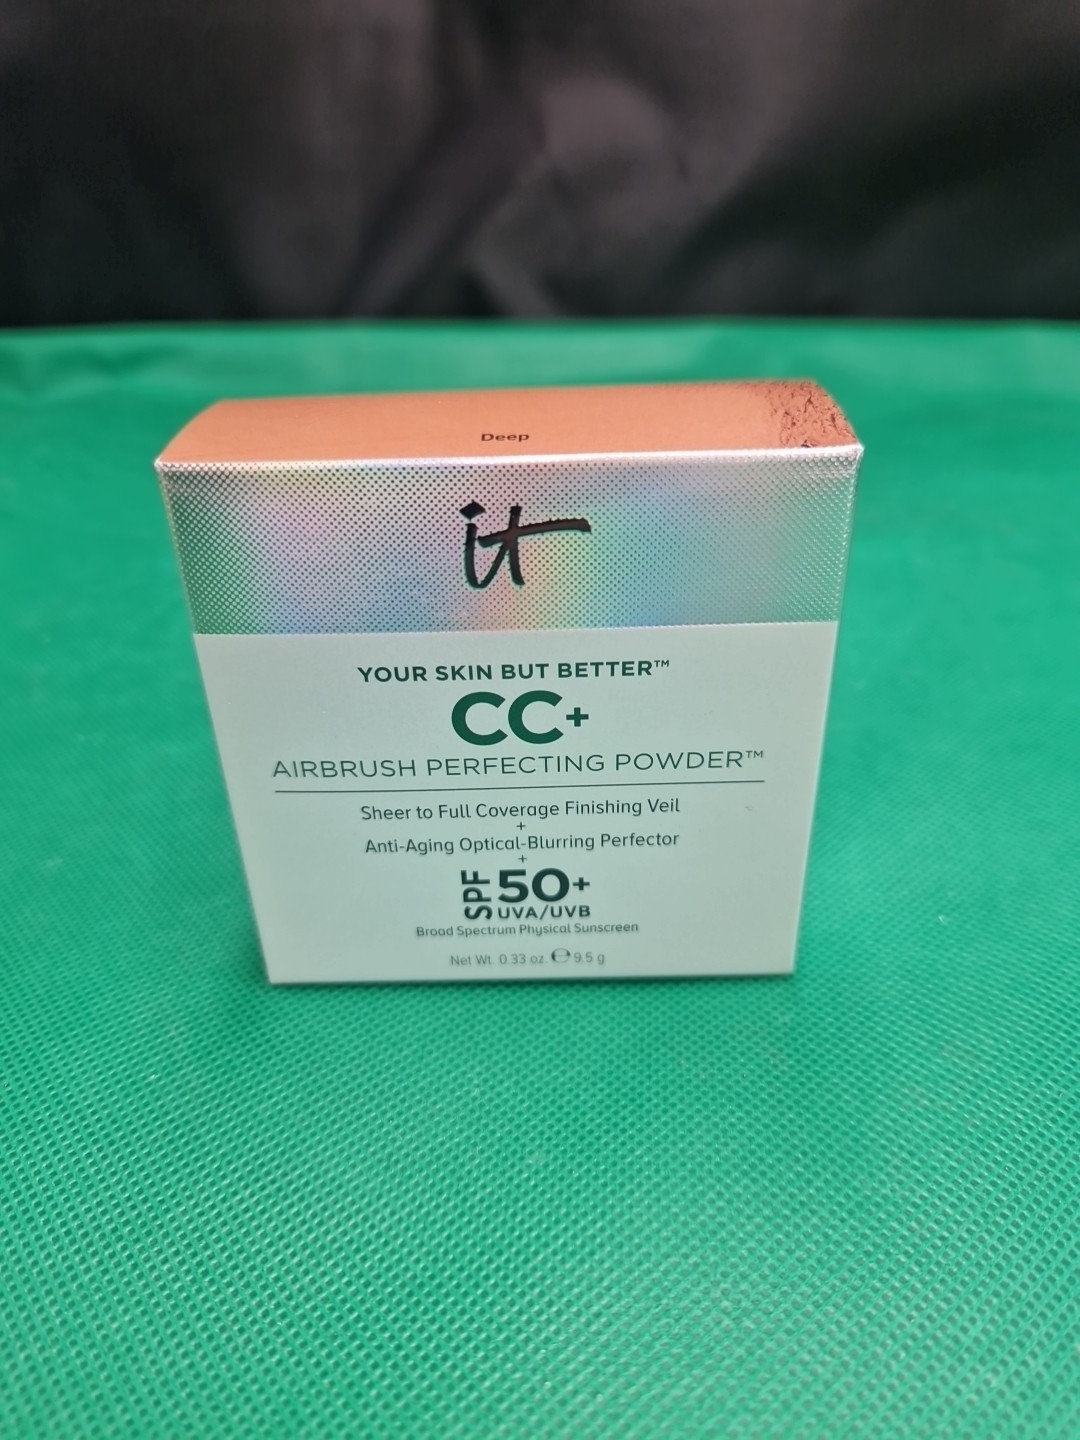 Deep
it
YOUR SKIN BUT BETTER™
CC+
AIRBRUSH PERFECTING POWDER™
Sheer to Full Coverage Finishing Veil
+
Anti-Aging Optical-Blurring Perfector
+
SPF 50+
UVA/UVB
Broad Spectrum Physical Sunscreen
Net Wt. 0.33 oz. ℮ 9.5 g